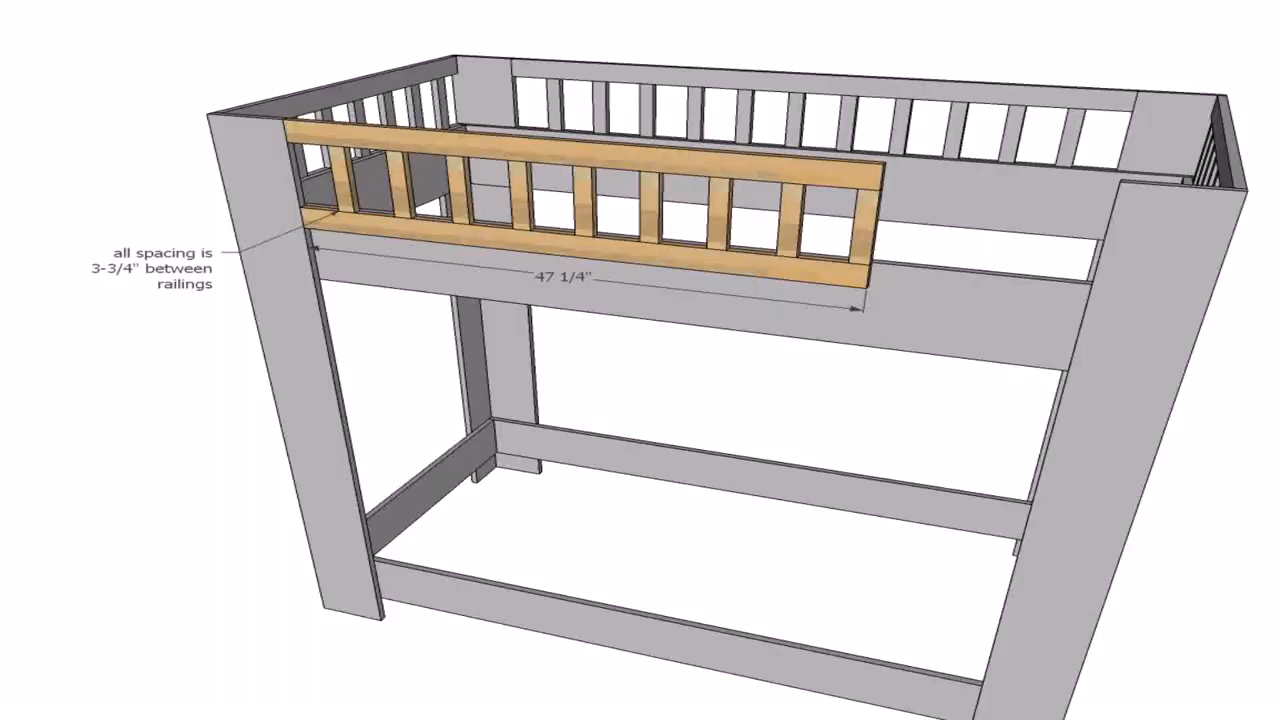 all spacing is
3-3/4" between
railings
47 1/4"